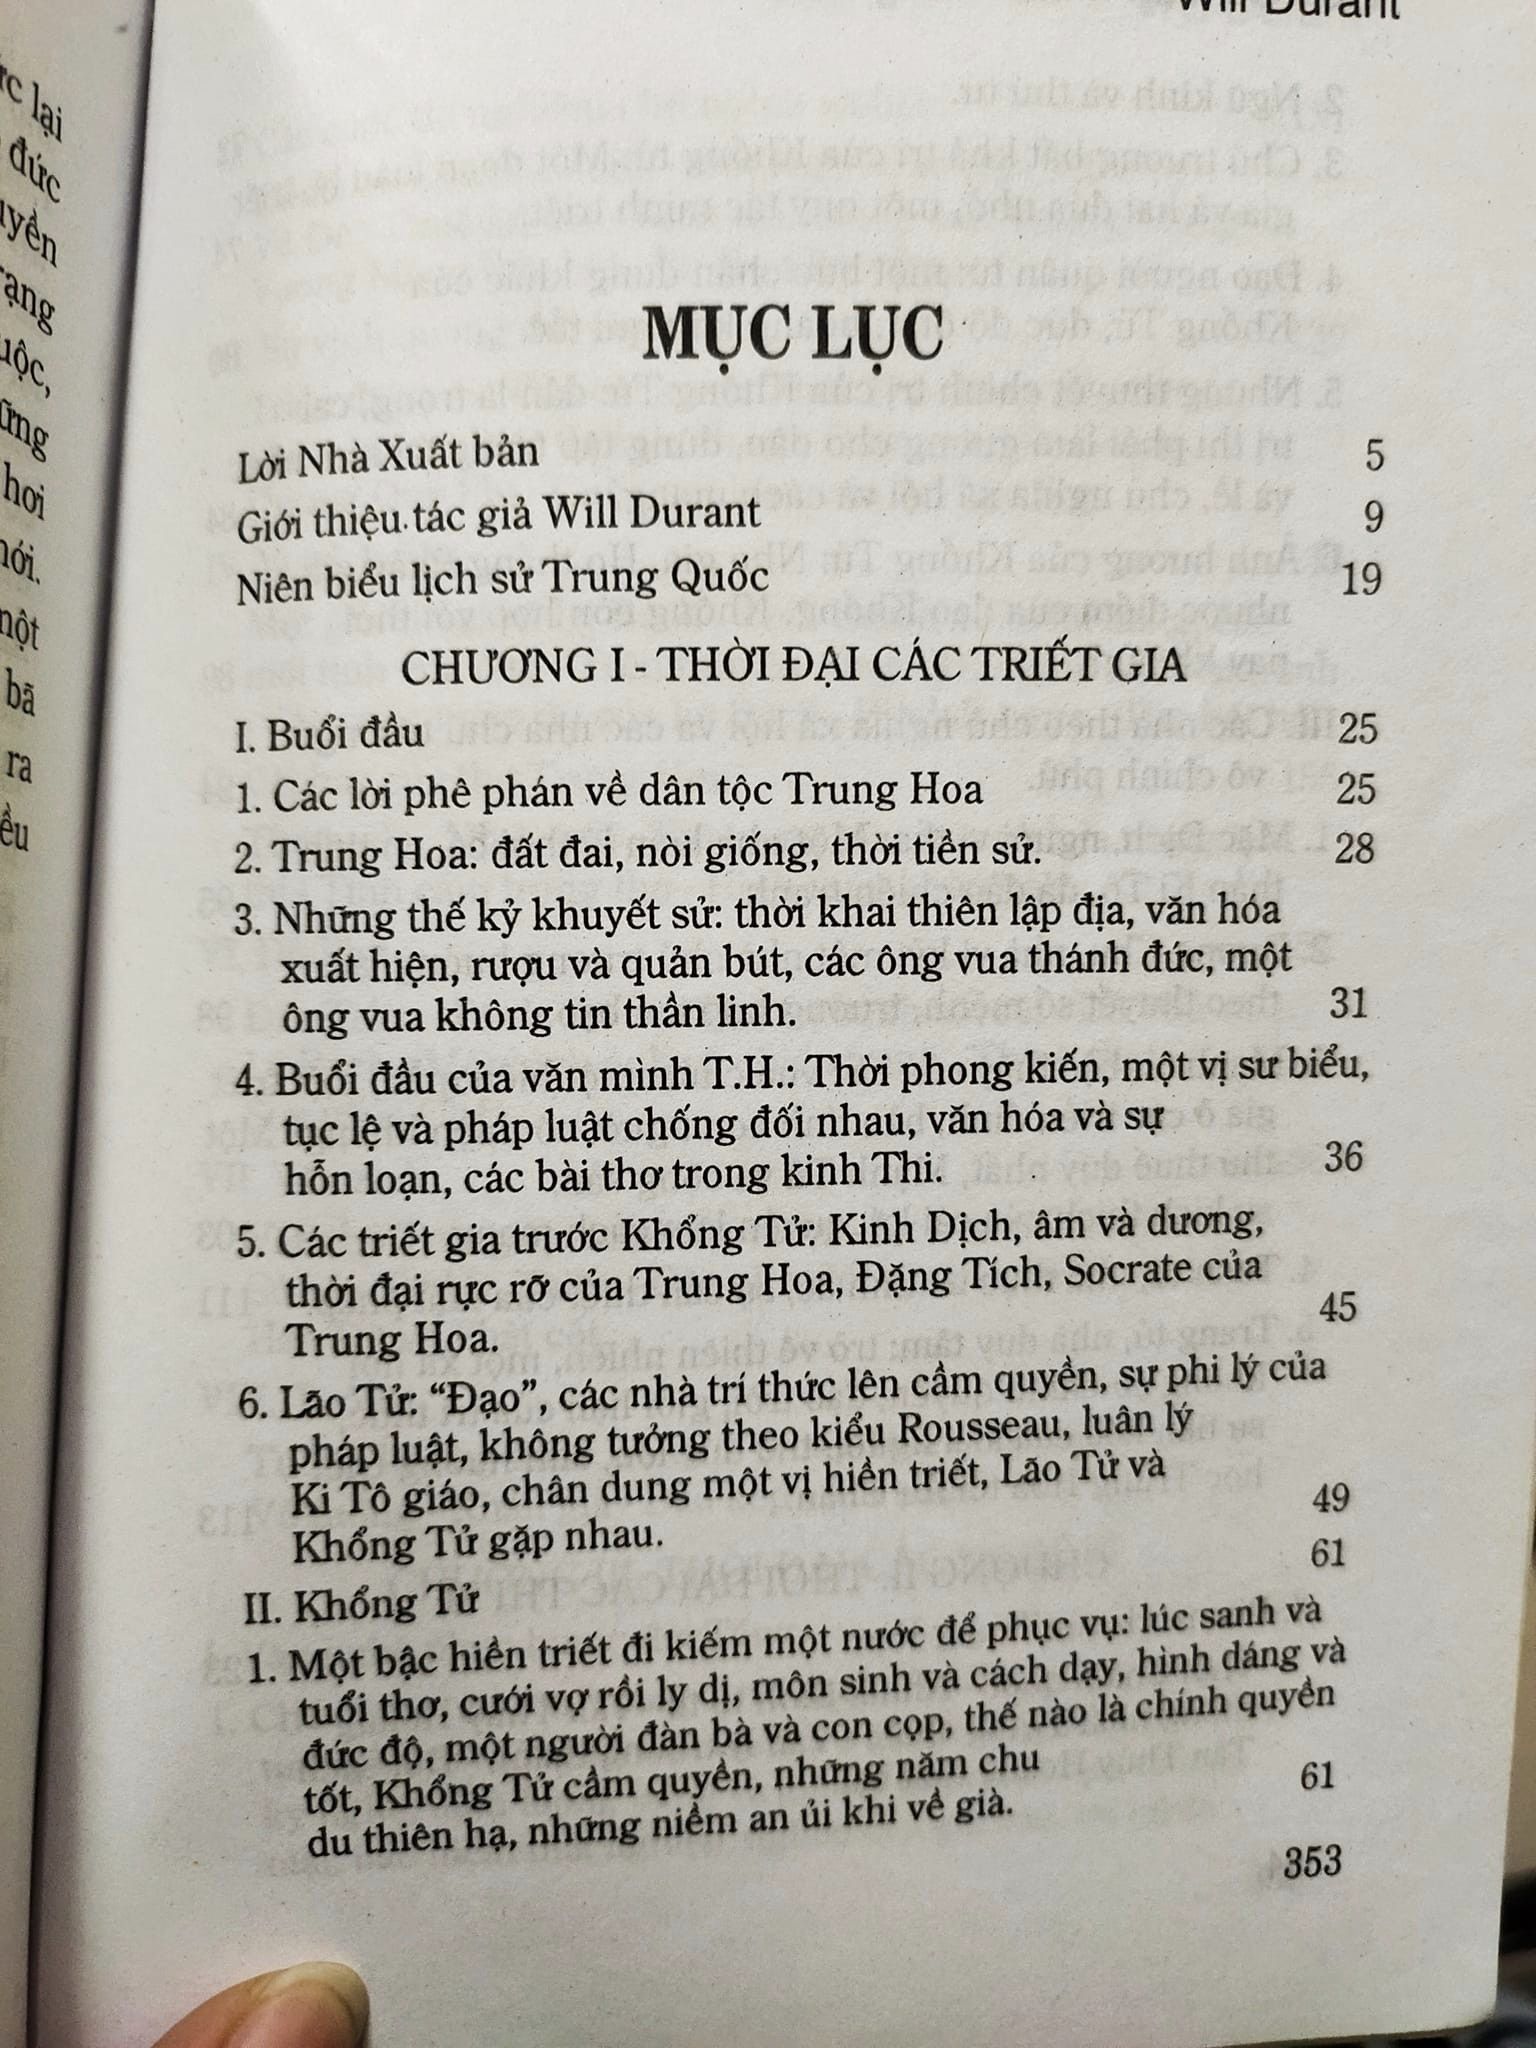 Will Durant
MỤC LỤC
Lời Nhà Xuất bản 5
Giới thiệu tác giả Will Durant 9
Niên biểu lịch sử Trung Quốc 19
CHƯƠNG I - THỜI ĐẠI CÁC TRIẾT GIA
I. Buổi đầu 25
1. Các lời phê phán về dân tộc Trung Hoa 25
2. Trung Hoa: đất đai, nòi giống, thời tiền sử. 28
3. Những thế kỷ khuyết sử: thời khai thiên lập địa, văn hóa
xuất hiện, rượu và quản bút, các ông vua thánh đức, một
ông vua không tin thần linh. 31
4. Buổi đầu của văn mình T.H.: Thời phong kiến, một vị sư biểu,
tục lệ và pháp luật chống đối nhau, văn hóa và sự
hỗn loạn, các bài thơ trong kinh Thi. 36
5. Các triết gia trước Khổng Tử: Kinh Dịch, âm và dương,
thời đại rực rỡ của Trung Hoa, Đặng Tích, Socrate của
Trung Hoa. 45
6. Lão Tử: “Đạo”, các nhà trí thức lên cầm quyền, sự phi lý của
pháp luật, không tưởng theo kiểu Rousseau, luân lý
Ki Tô giáo, chân dung một vị hiền triết, Lão Tử và
Khổng Tử gặp nhau. 49
II. Khổng Tử 61
1. Một bậc hiền triết đi kiếm một nước để phục vụ: lúc sanh và
tuổi thơ, cưới vợ rồi ly dị, môn sinh và cách dạy, hình dáng và
đức độ, một người đàn bà và con cọp, thế nào là chính quyền
tốt, Khổng Tử cầm quyền, những năm chu
du thiên hạ, những niềm an ủi khi về già. 61
353
lại
đức
hơi
bã
ra